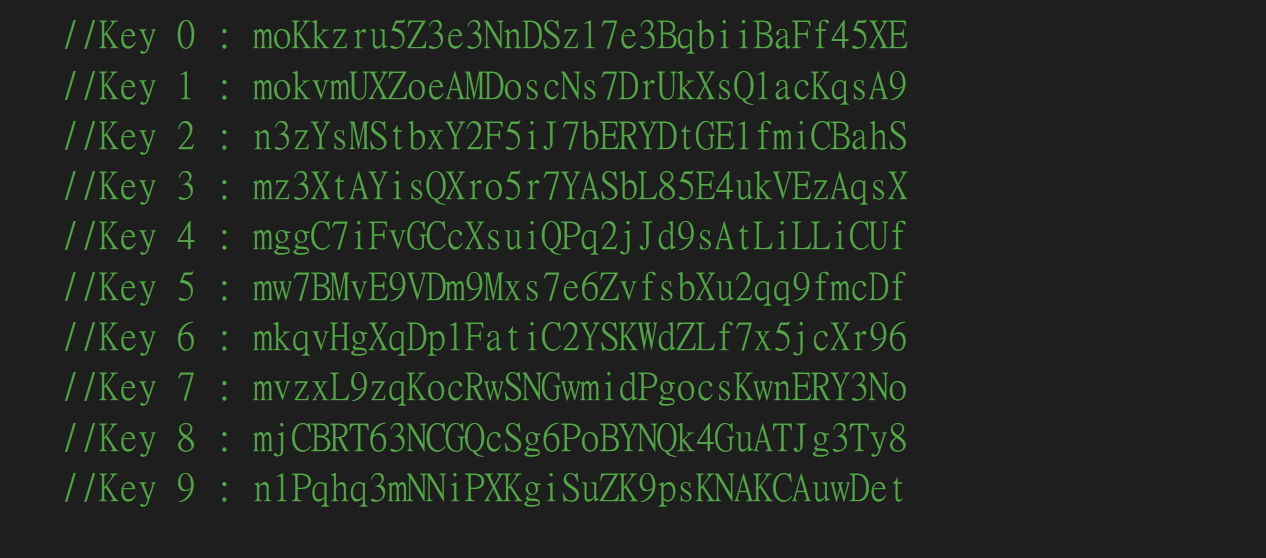 //Key 0 : moKkzru5Z3e3NnDSz17e3BqbiiBaFf45XE
//Key 1 : mokvmUXZoeAMDoscNs7DrUkXsQ1acKqsA9
//Key 2 : n3zYsMStbxY2F5iJ7bERYDtGE1fmiCBahS
//Key 3 : mz3XtAYisQXro5r7YASbL85E4ukVEzAqsX
//Key 4 : mggC7iFvGCcXsuiQPq2jJd9sAtLiLLiCUf
//Key 5 : mw7BMvE9VDm9Mxs7e6ZvfsbXu2qq9fmcDf
//Key 6 : mkqvHgXqDp1FatiC2YSKWdZLf7x5jcXr96
//Key 7 : mvzxL9zqKocRwSNGwmidPgocsKwnERY3No
//Key 8 : mjCBRT63NCGQcSg6PoBYNQk4GuATJg3Ty8
//Key 9 : n1Pqhq3mNNiPXKgiSuZK9psKNAKCAuwDet